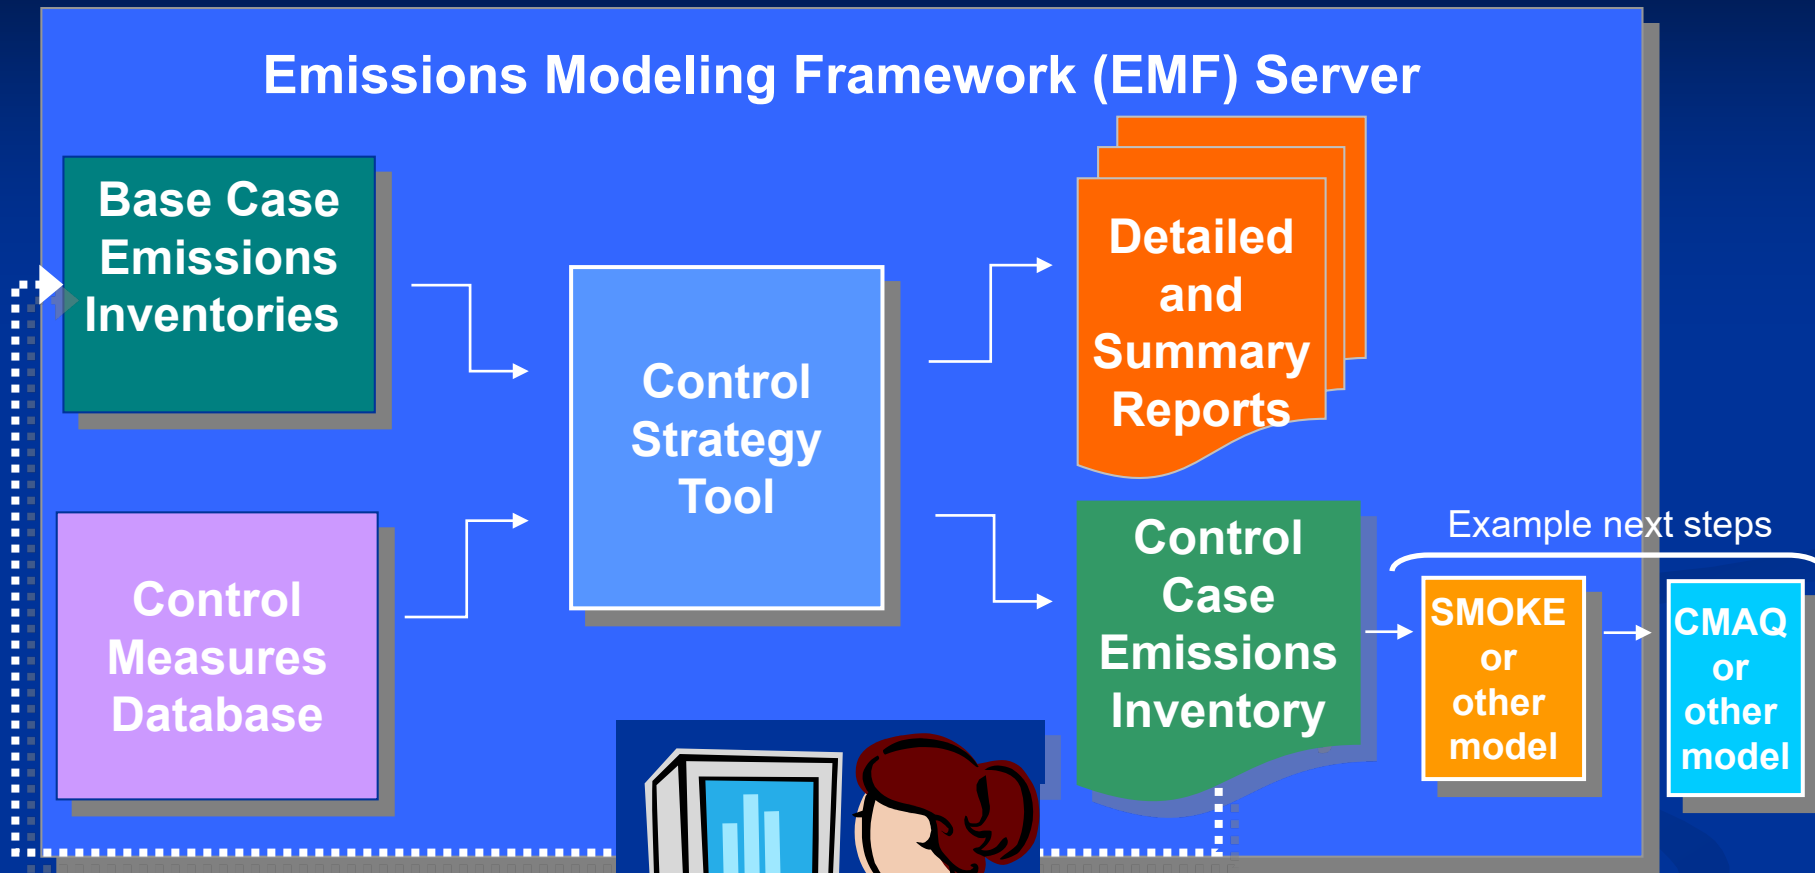 Emissions Modeling Framework (EMF) Server
Base Case
Emissions
Inventories
Control
Measures
Database
Control
Strategy
Tool
Detailed
and
Summary
Reports
Control
Case
Emissions
Inventory
Example next steps
SMOKE
or
other
model
CMAQ
or
other
model